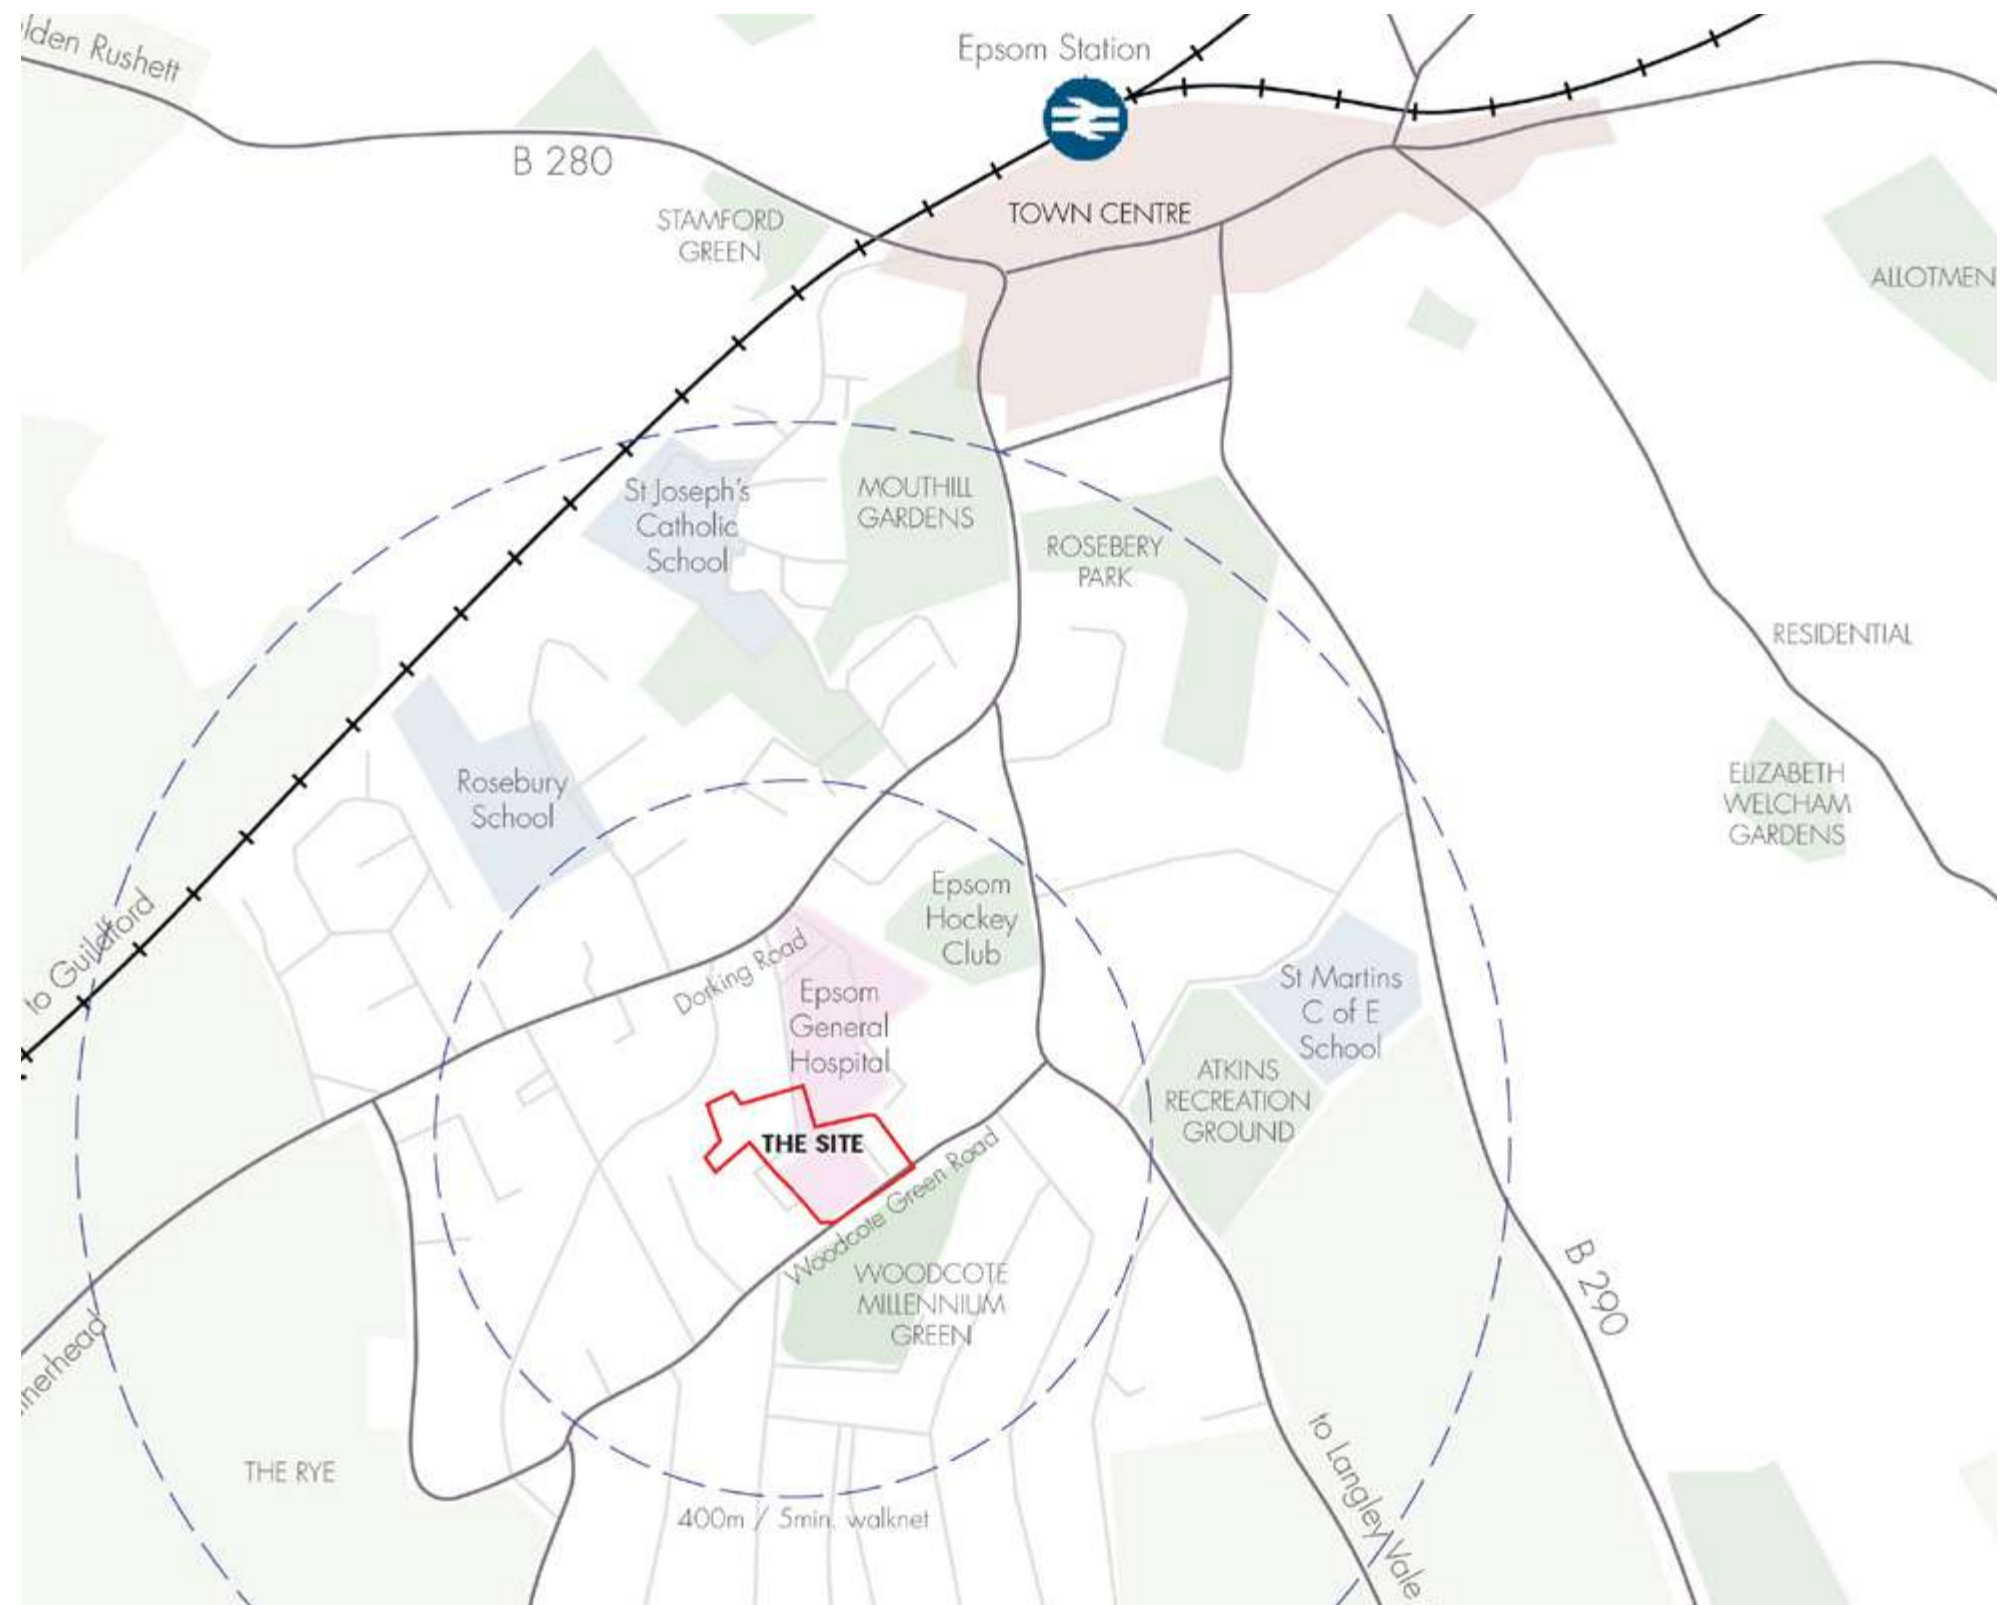 Epsom Station
lden Rushett
B 280
TOWN CENTRE
STAMFORD
GREEN
ALLOTMEN
St Joseph's
Catholic
School
MOUTHILL
GARDENS
ROSEBERY
PARK
RESIDENTIAL
Rosebury
School
ELIZABETH
WELCHAM
GARDENS
Epsom
Hockey
Club
to Guildford
Dorking Road
Epsom
General
Hospital
St Martins
C of E
School
ATKINS
RECREATION
GROUND
THE SITE
Woodcote Green Road
WOODCOTE
MILLENNIUM
GREEN
B 290
herhead
THE RYE
to Langley Vale
400m / 5min. walknet